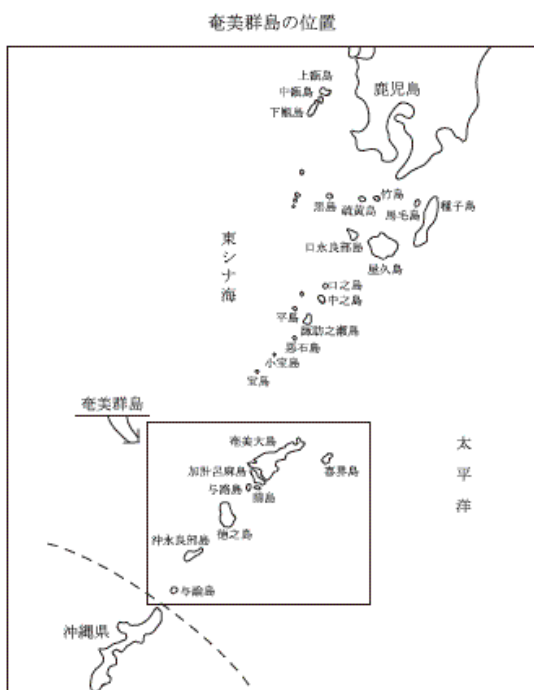 奄美群島の位置
上甑島
中甑島
下甑島
鹿児島
竹島
黒島
硫黄島
馬毛島
種子島
口永良部島
屋久島
東シナ海
口之島
中之島
平島
諏訪之瀬島
悪石島
小宝島
宝島
奄美群島
奄美大島
喜界島
加計呂麻島
与路島
請島
徳之島
沖永良部島
与論島
太平洋
沖縄県